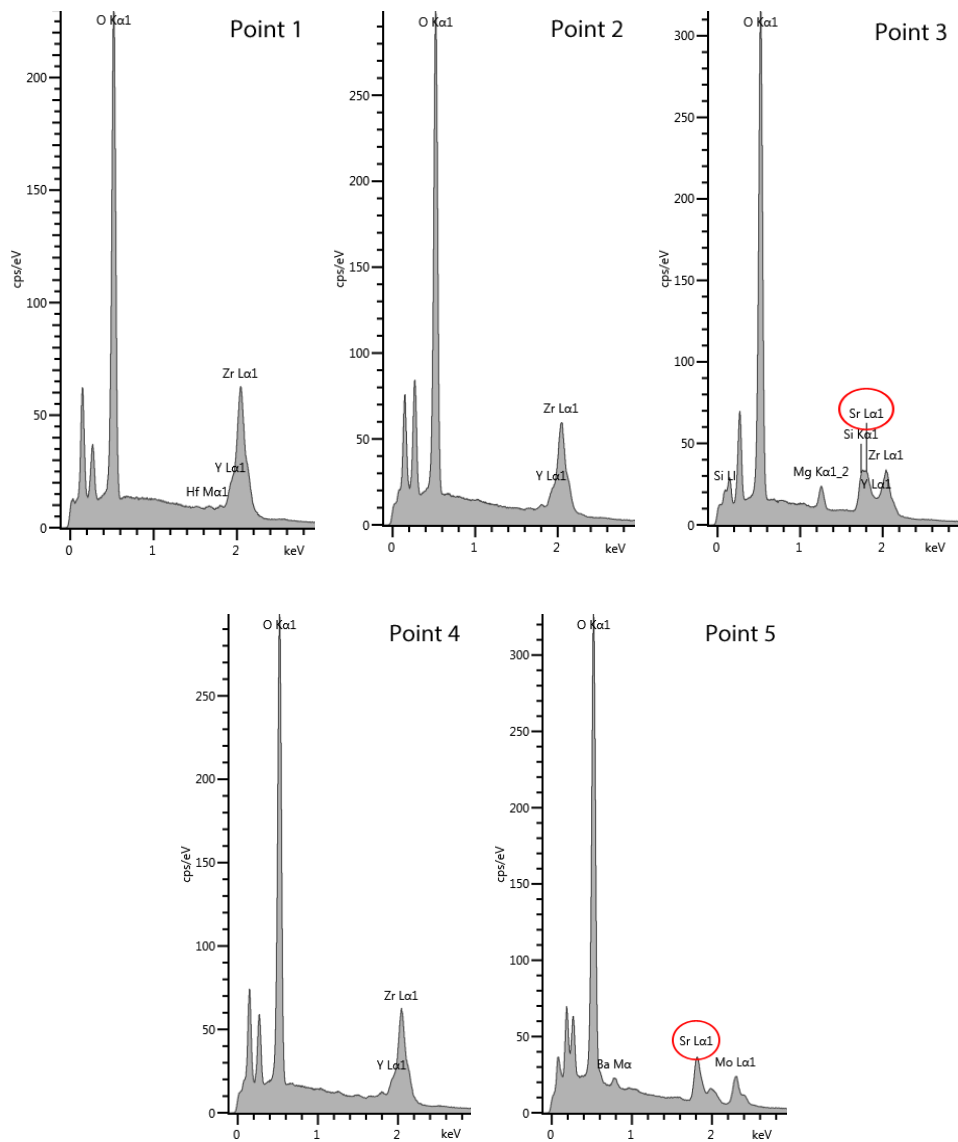 Point 1
O Kα1
200
150
100
50
0
cps/eV
Zr Lα1
Y Lα1
Hf Mα1
0 1 2 keV
Point 2
O Kα1
250
200
150
100
50
0
cps/eV
Zr Lα1
Y Lα1
0 1 2 keV
Point 3
O Kα1
300
250
200
150
100
50
0
cps/eV
Sr Lα1
Si Kα1
Zr Lα1
Si Ll
Mg Kα1_2
Y Lα1
0 1 2 keV
Point 4
O Kα1
250
200
150
100
50
0
cps/eV
Zr Lα1
Y Lα1
0 1 2 keV
Point 5
O Kα1
300
250
200
150
100
50
0
cps/eV
Sr Lα1
Ba Mα
Mo Lα1
0 1 2 keV